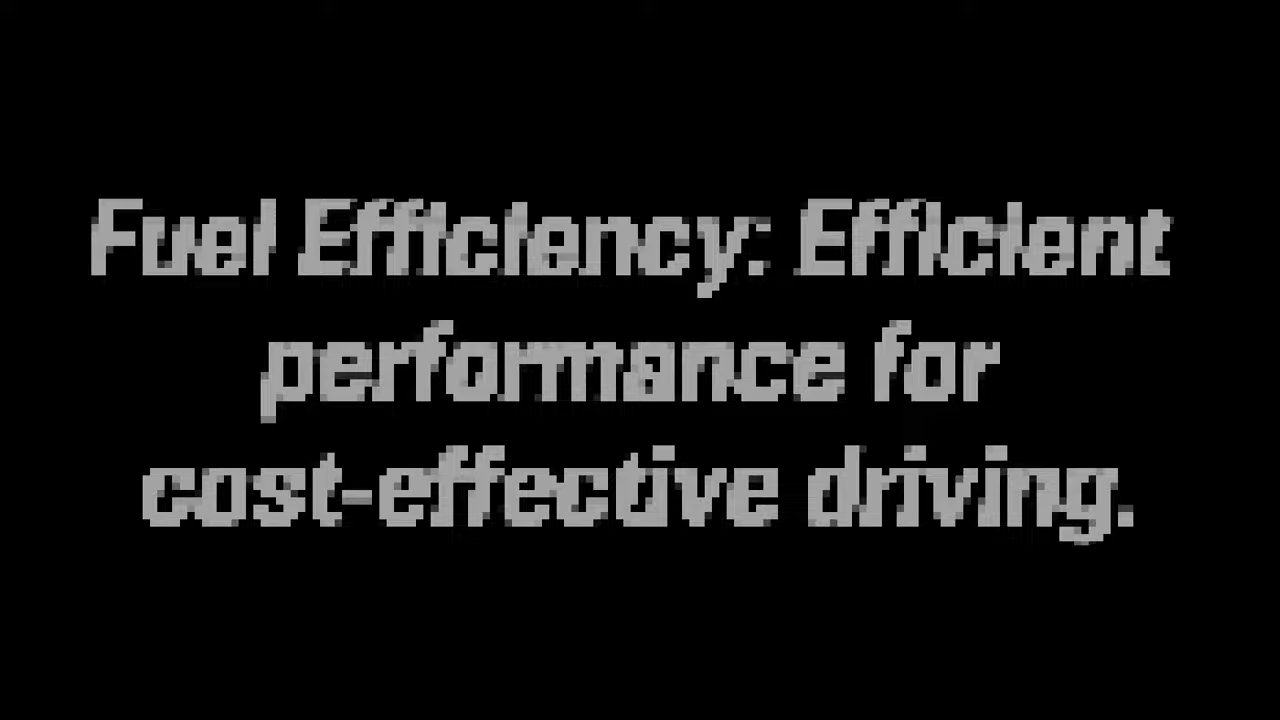 Fuel Efficiency: Efficient
performance for
cost-effective driving.